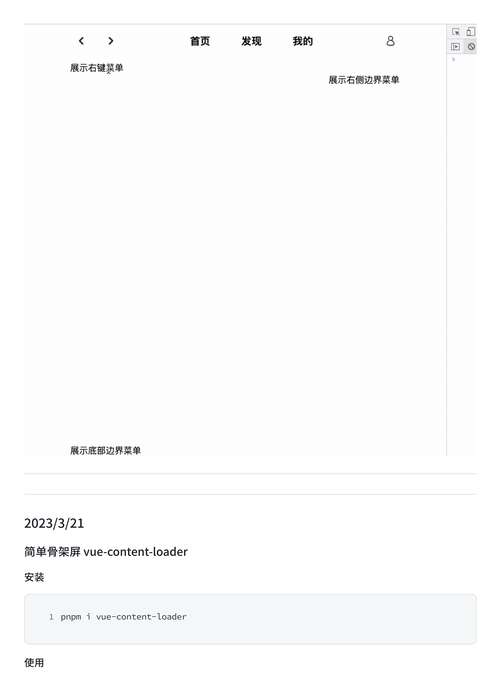 首页 发现 我的
展示右键菜单
展示右侧边界菜单
展示底部边界菜单
2023/3/21
简单骨架屏 vue-content-loader
安装
1 pnpm i vue-content-loader
使用